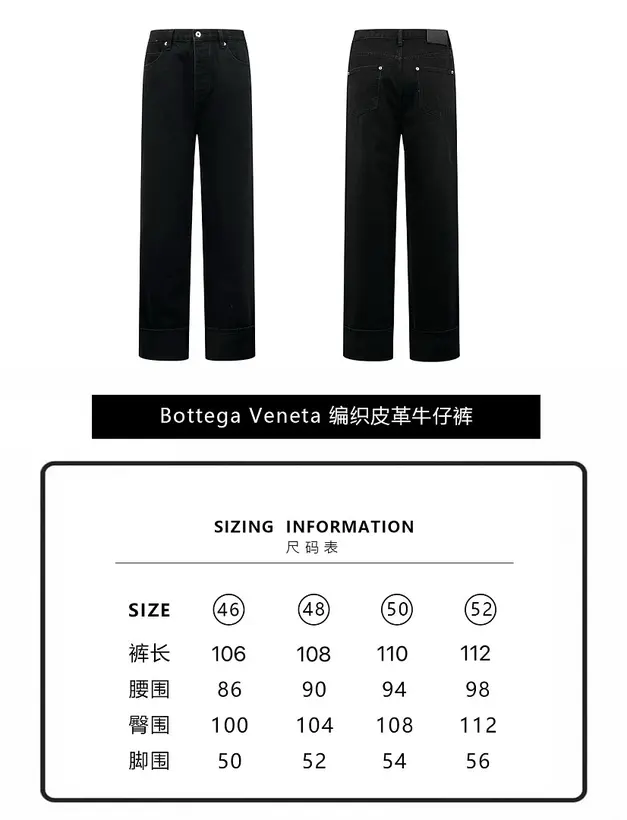 Bottega Veneta 编织皮革牛仔裤
SIZING INFORMATION
尺码表
SIZE 46 48 50 52
裤长 106 108 110 112
腰围 86 90 94 98
臀围 100 104 108 112
脚围 50 52 54 56